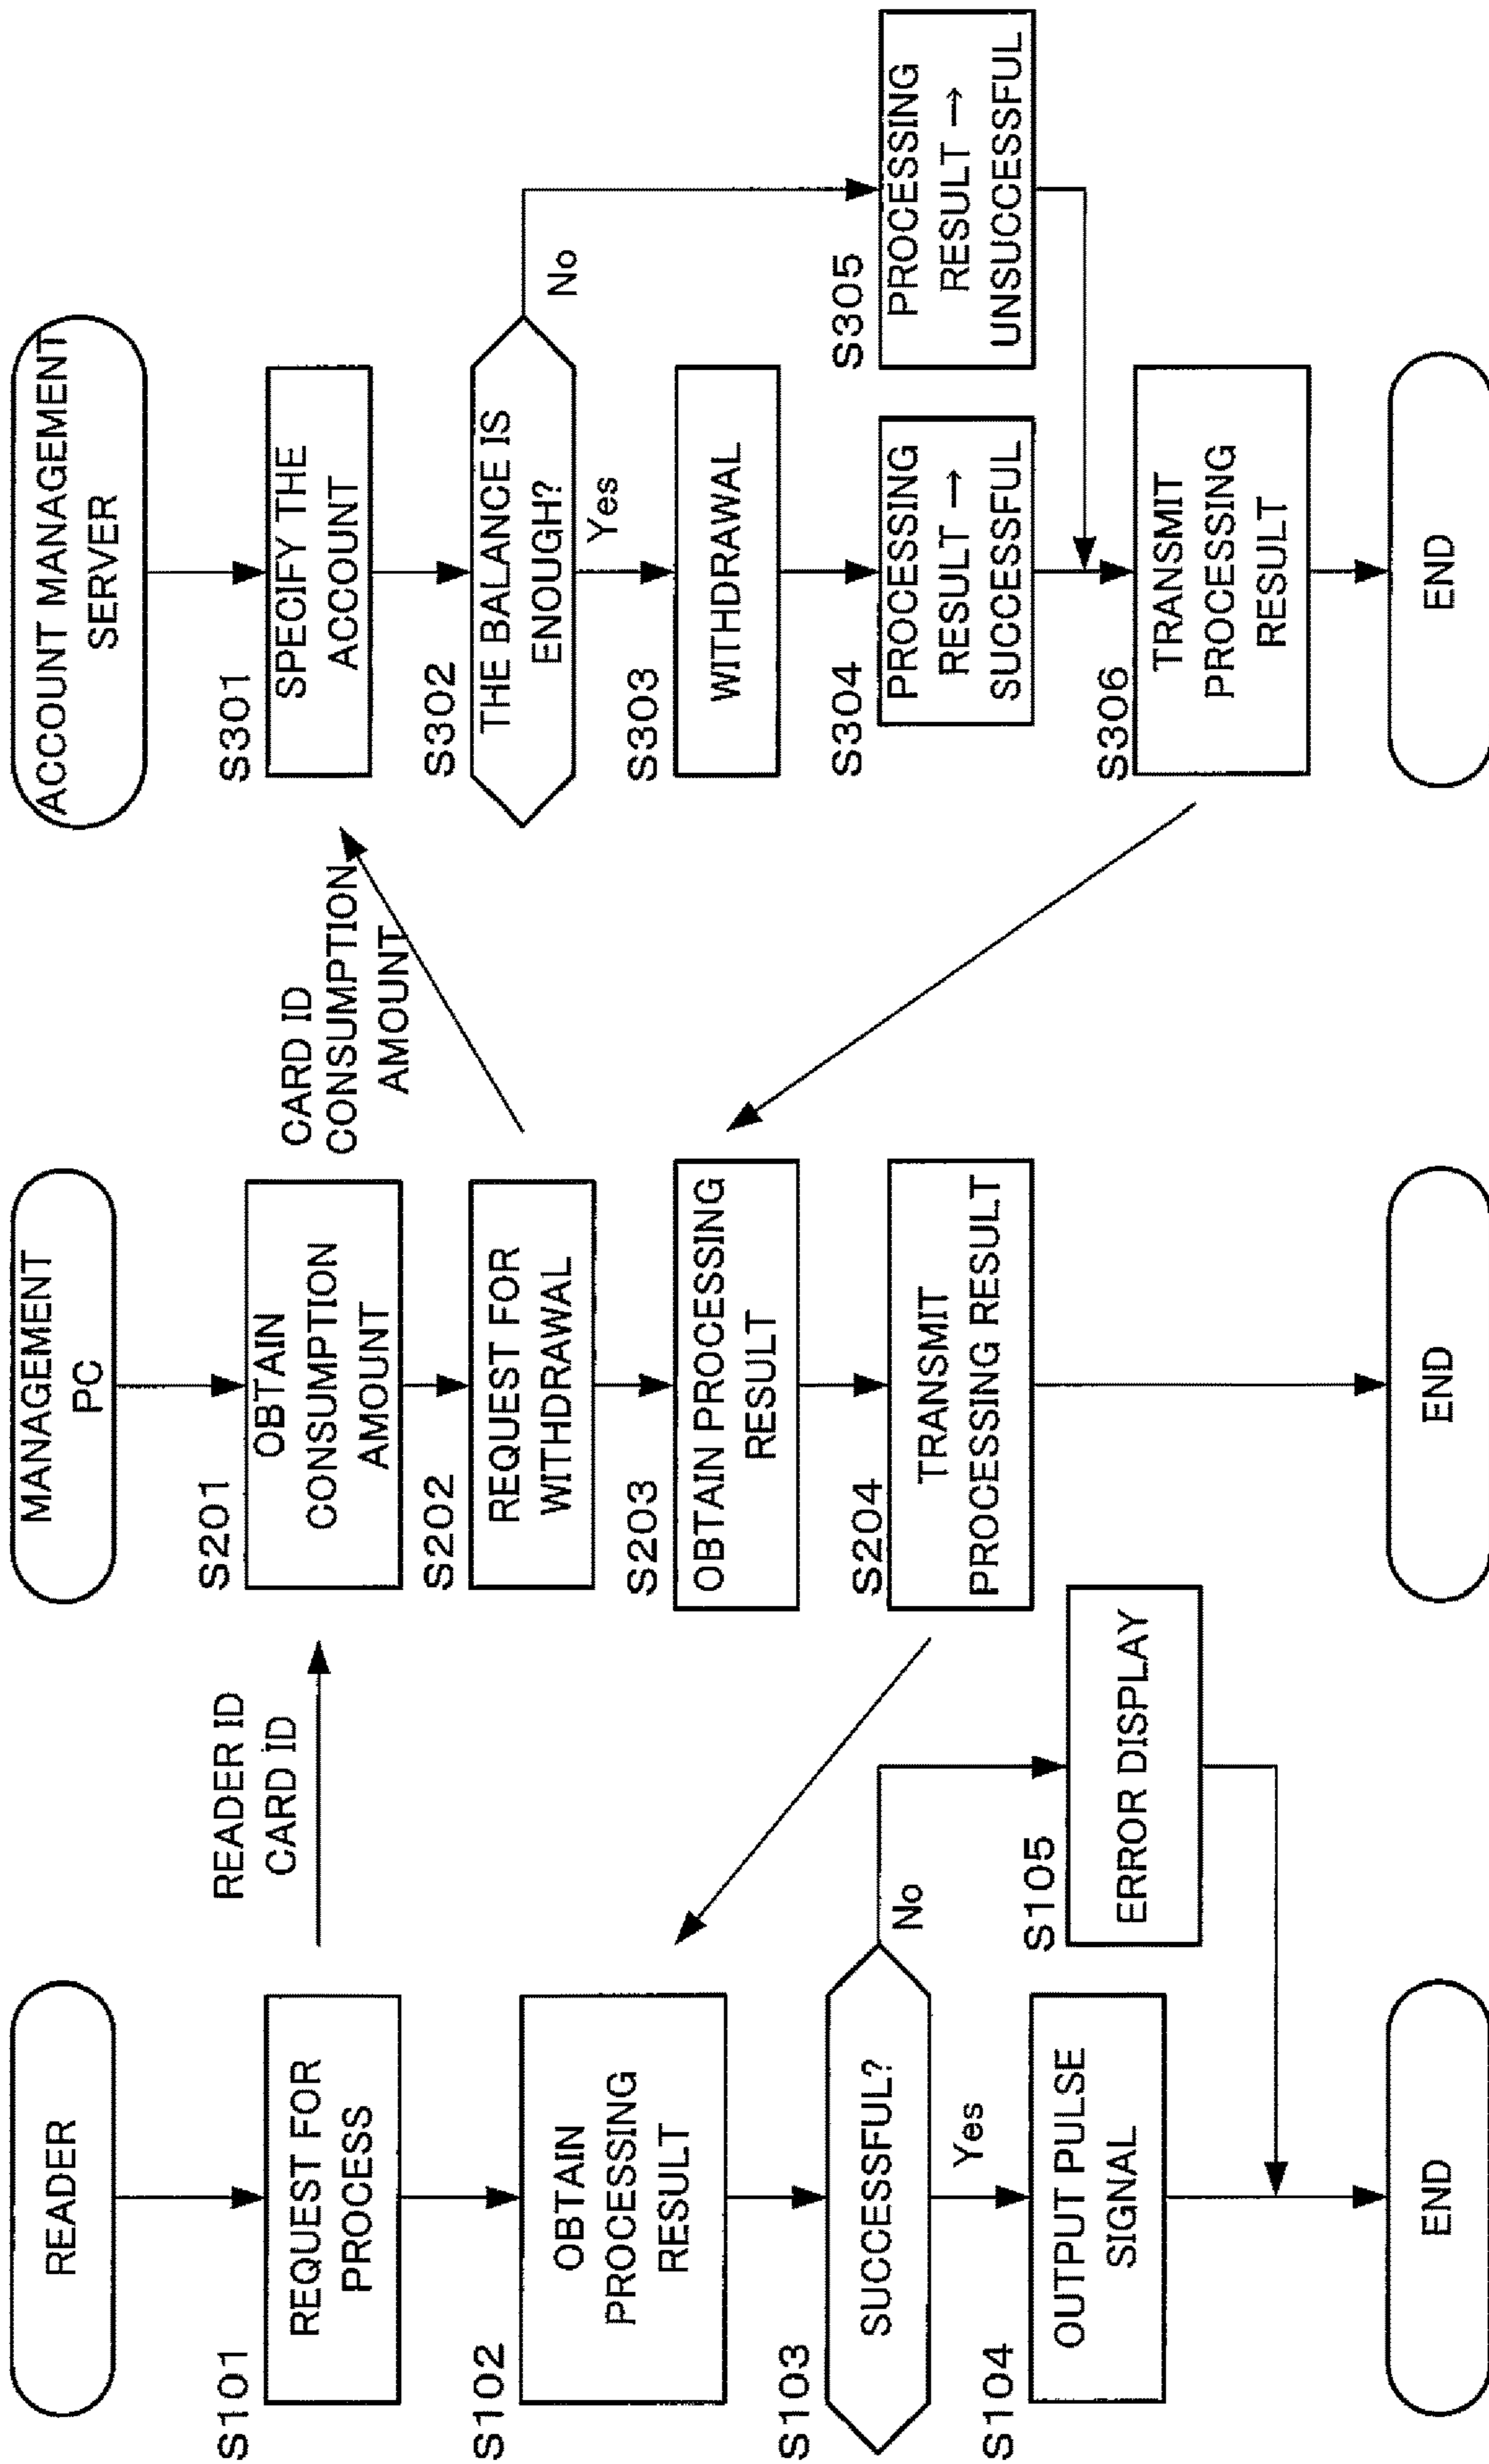 READER
S101
REQUEST FOR
PROCESS
READER ID
CARD ID
S102
OBTAIN
PROCESSING
RESULT
S103
SUCCESSFUL?
No
Yes
S104
OUTPUT PULSE
SIGNAL
S105
ERROR DISPLAY
END
MANAGEMENT
PC
S201
OBTAIN
CONSUMPTION
AMOUNT
S202
REQUEST FOR
WITHDRAWAL
CARD ID
CONSUMPTION
AMOUNT
S203
OBTAIN PROCESSING
RESULT
S204
TRANSMIT
PROCESSING RESULT
END
ACCOUNT MANAGEMENT
SERVER
S301
SPECIFY THE
ACCOUNT
S302
THE BALANCE IS
ENOUGH?
No
Yes
S303
WITHDRAWAL
S304
PROCESSING
RESULT →
SUCCESSFUL
S305
PROCESSING
RESULT →
UNSUCCESSFUL
S306
TRANSMIT
PROCESSING
RESULT
END